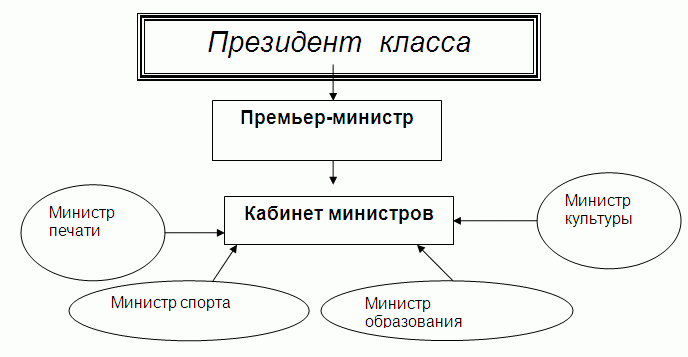 Президент класса
Премьер-министр
Кабинет министров
Министр
печати
Министр
культуры
Министр спорта
Министр
образования